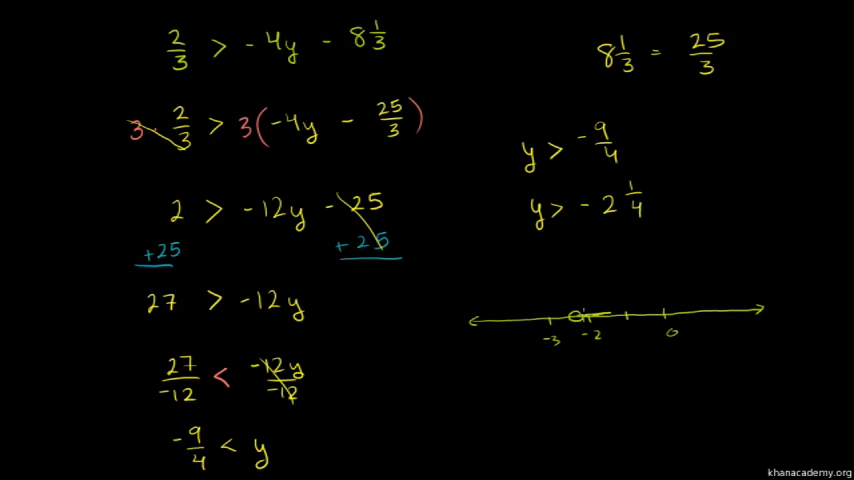 2/3 > -4y - 8 1/3
3 · 2/3 > 3(-4y - 25/3)
2 > -12y - 25
+25 +25
27 > -12y
27/-12 < -12y/-12
-9/4 < y
8 1/3 = 25/3
y > -9/4
y > -2 1/4
-3 -2 0
khanacademy.org